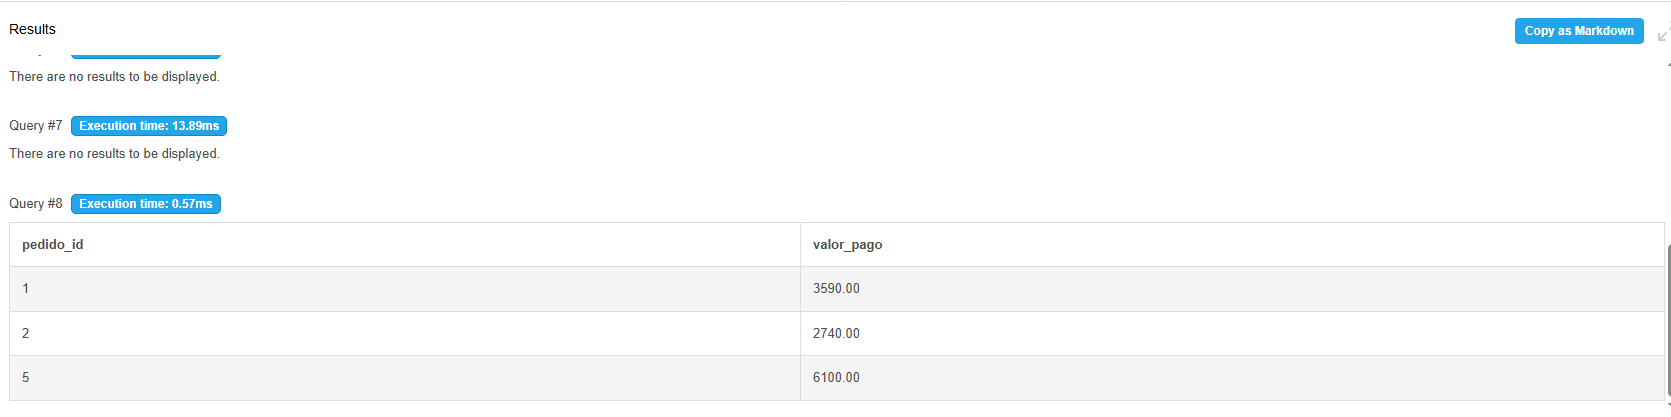 Results
Copy as Markdown
There are no results to be displayed.
Query #7 Execution time: 13.89ms
There are no results to be displayed.
Query #8 Execution time: 0.57ms
pedido_id valor_pago
1 3590.00
2 2740.00
5 6100.00